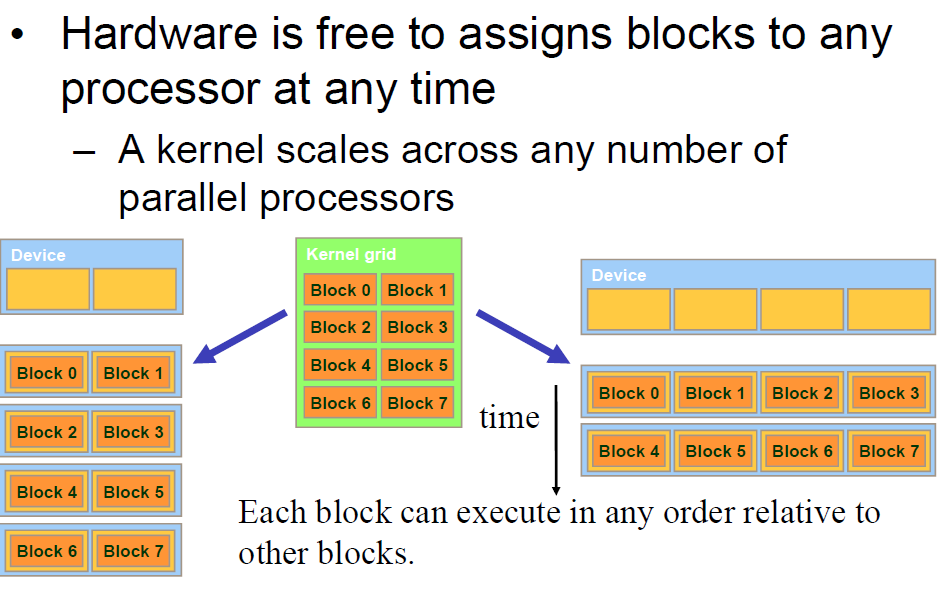 • Hardware is free to assigns blocks to any
processor at any time
– A kernel scales across any number of
parallel processors
Device
Block 0 Block 1
Block 2 Block 3
Block 4 Block 5
Block 6 Block 7
Kernel grid
Block 0 Block 1
Block 2 Block 3
Block 4 Block 5
Block 6 Block 7
Device
time
Block 0 Block 1 Block 2 Block 3
Block 4 Block 5 Block 6 Block 7
Each block can execute in any order relative to
other blocks.